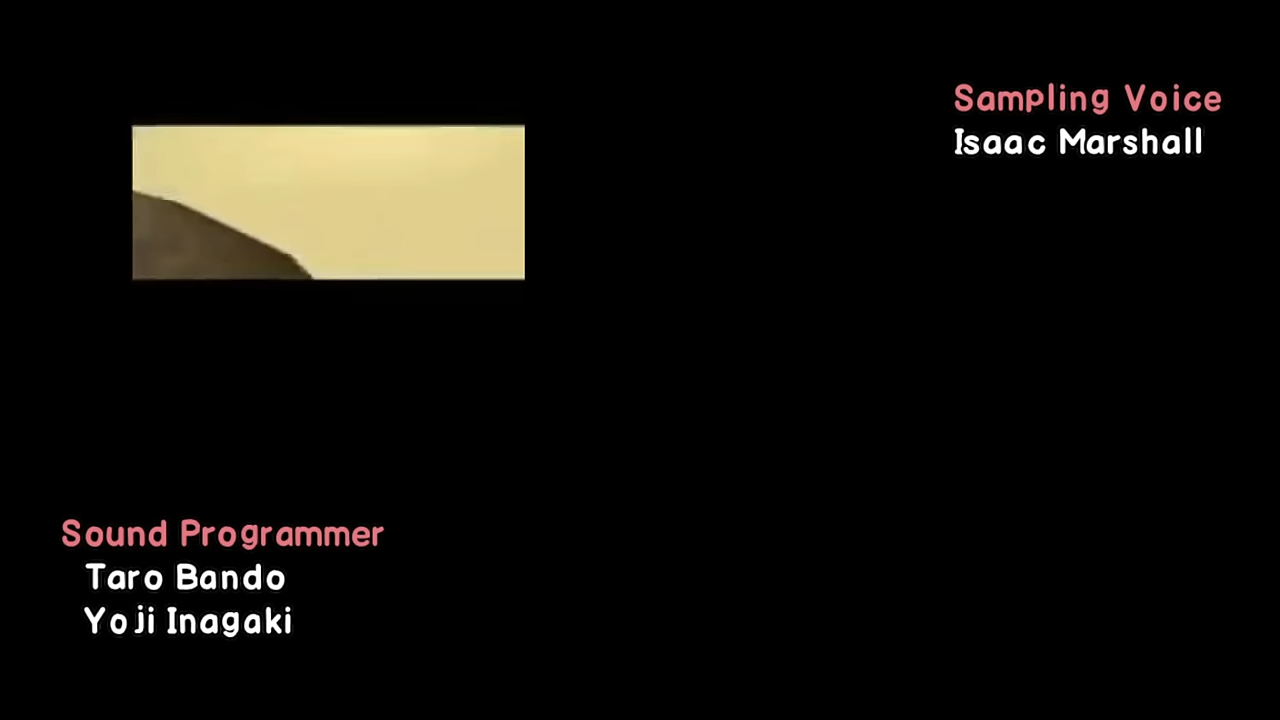 Sampling Voice
Isaac Marshall
Sound Programmer
Taro Bando
Yoji Inagaki